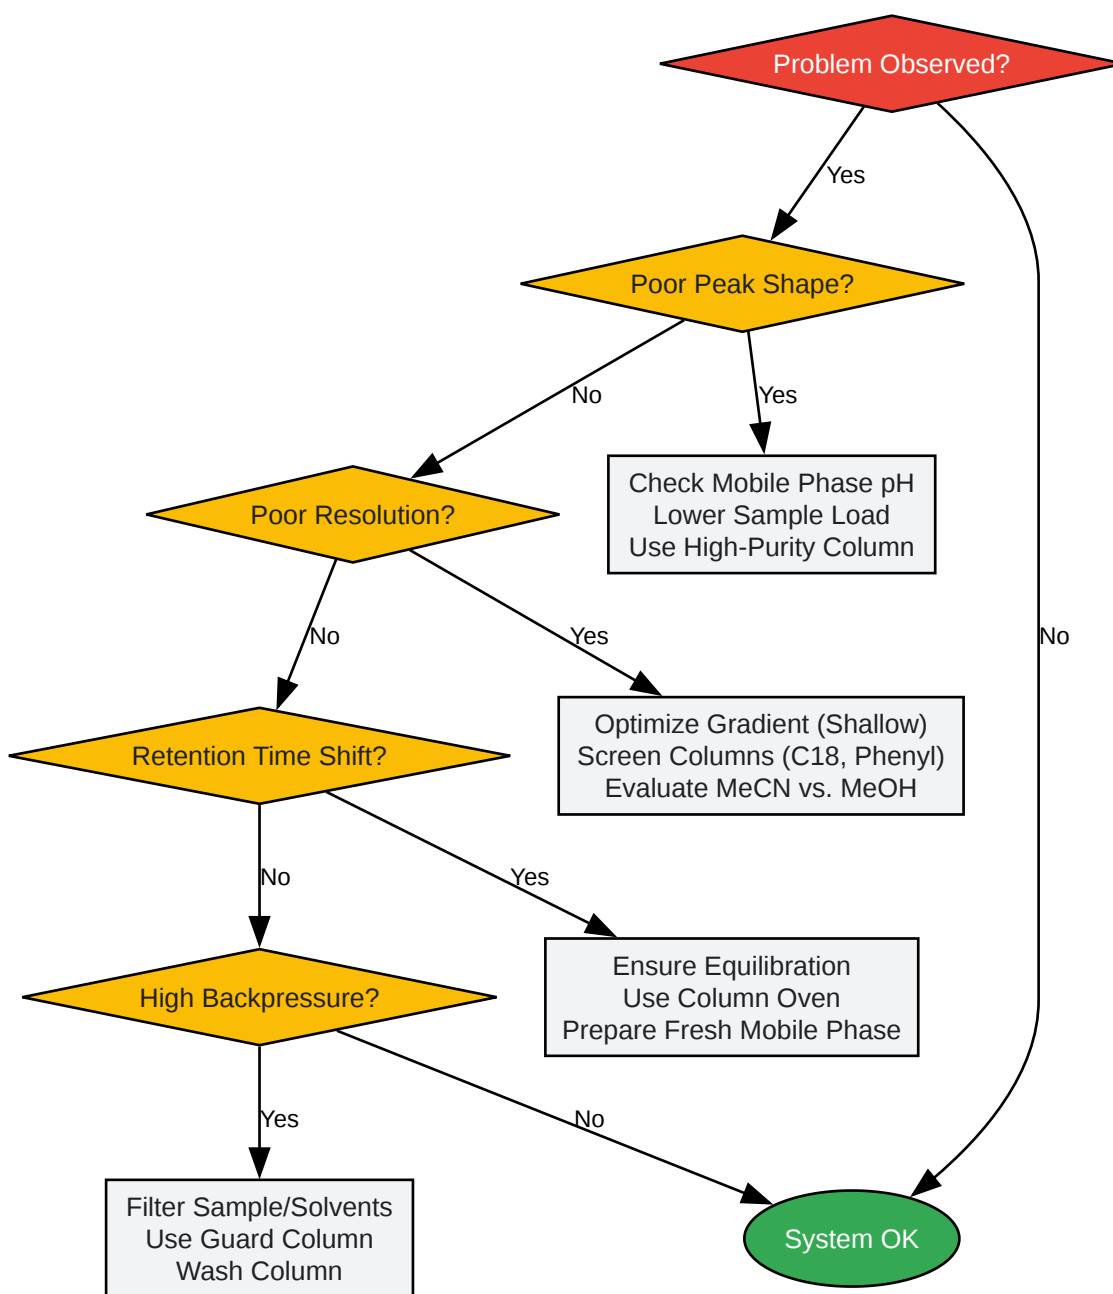 Problem Observed?
Yes
Poor Peak Shape?
No
Yes
Check Mobile Phase pH
Lower Sample Load
Use High-Purity Column
Poor Resolution?
No
Yes
No
Optimize Gradient (Shallow)
Screen Columns (C18, Phenyl)
Evaluate MeCN vs. MeOH
Retention Time Shift?
No
Yes
Ensure Equilibration
Use Column Oven
Prepare Fresh Mobile Phase
High Backpressure?
Yes
No
Filter Sample/Solvents
Use Guard Column
Wash Column
System OK